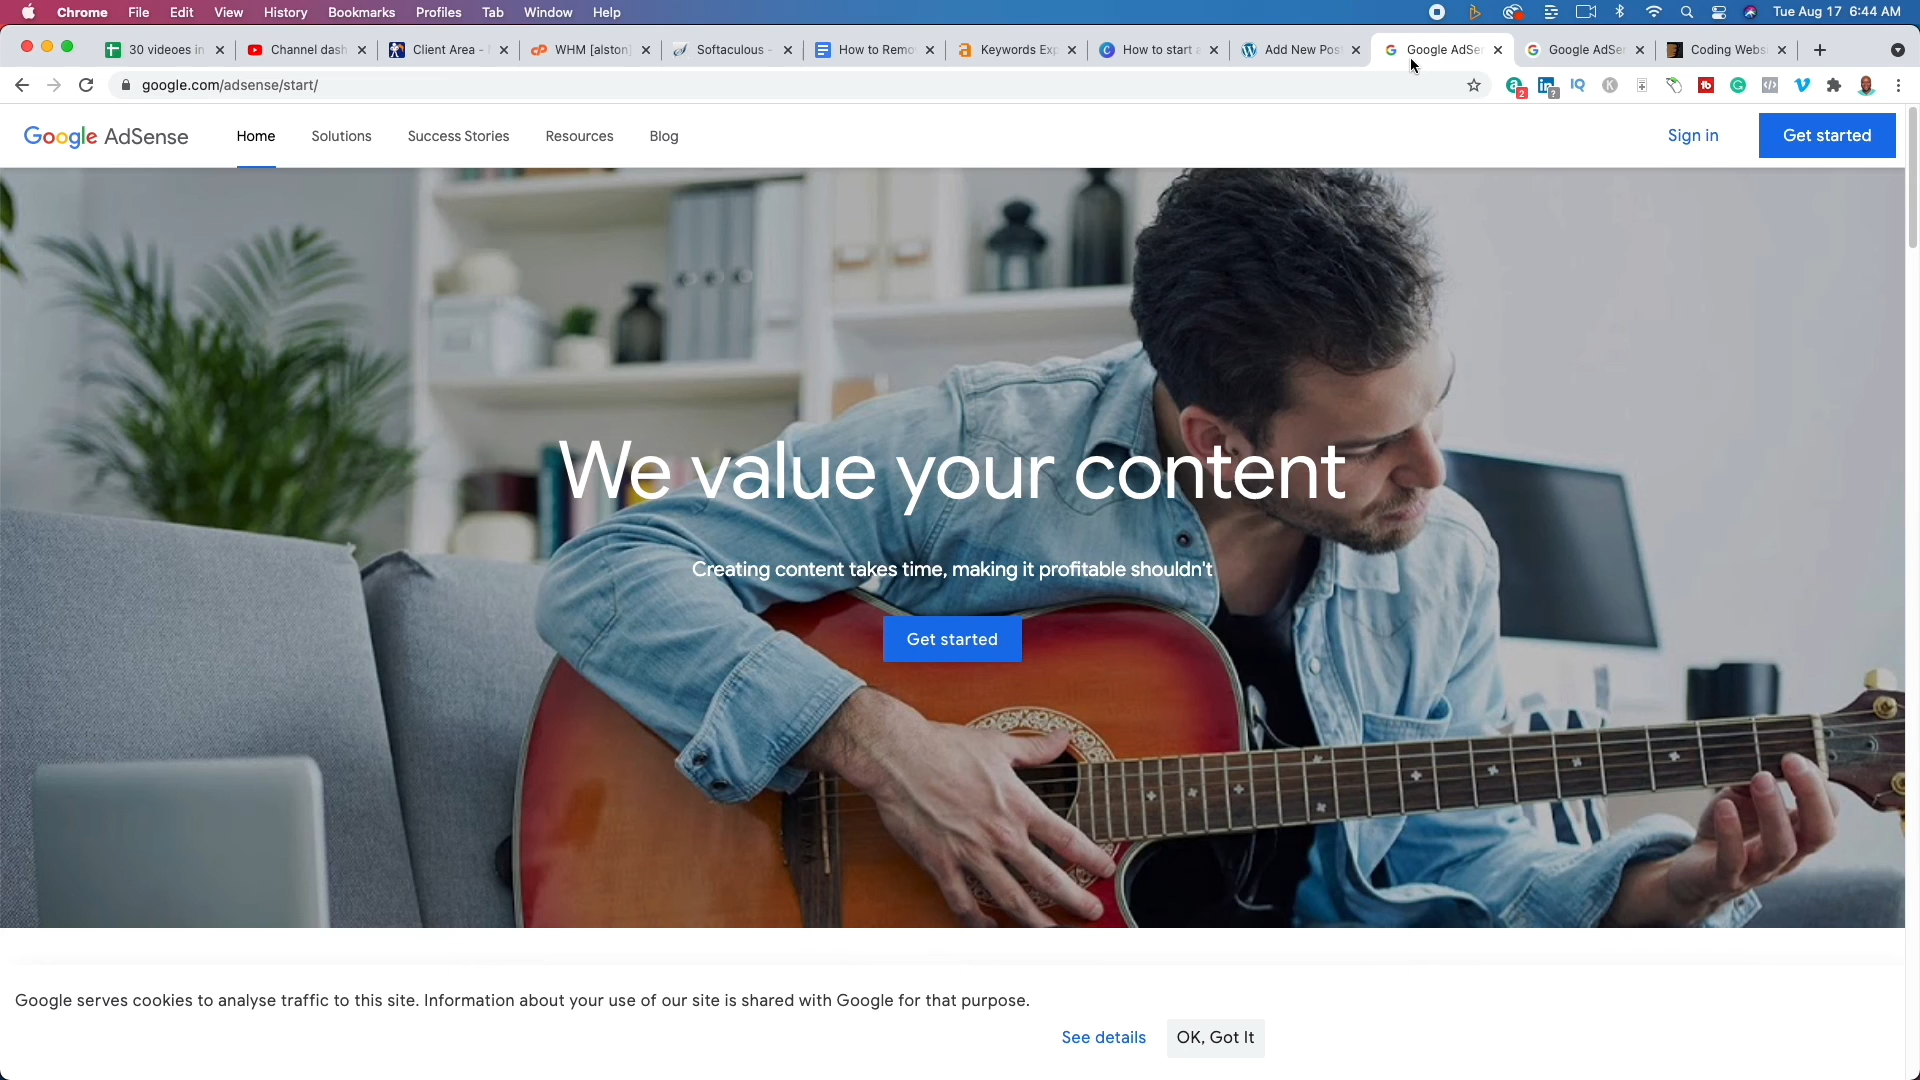 Chrome File Edit View History Bookmarks Profiles Tab Window Help Tue Aug 17 6:44 AM
30 videoes in Channel dash Client Area - WHM [alston] Softaculous - How to Remo Keywords Exp How to start a Add New Pos Google AdSe Google AdSe Coding Websi
google.com/adsense/start/
Google AdSense Home Solutions Success Stories Resources Blog Sign in Get started
We value your content
Creating content takes time, making it profitable shouldn't
Get started
Google serves cookies to analyse traffic to this site. Information about your use of our site is shared with Google for that purpose.
See details OK, Got It